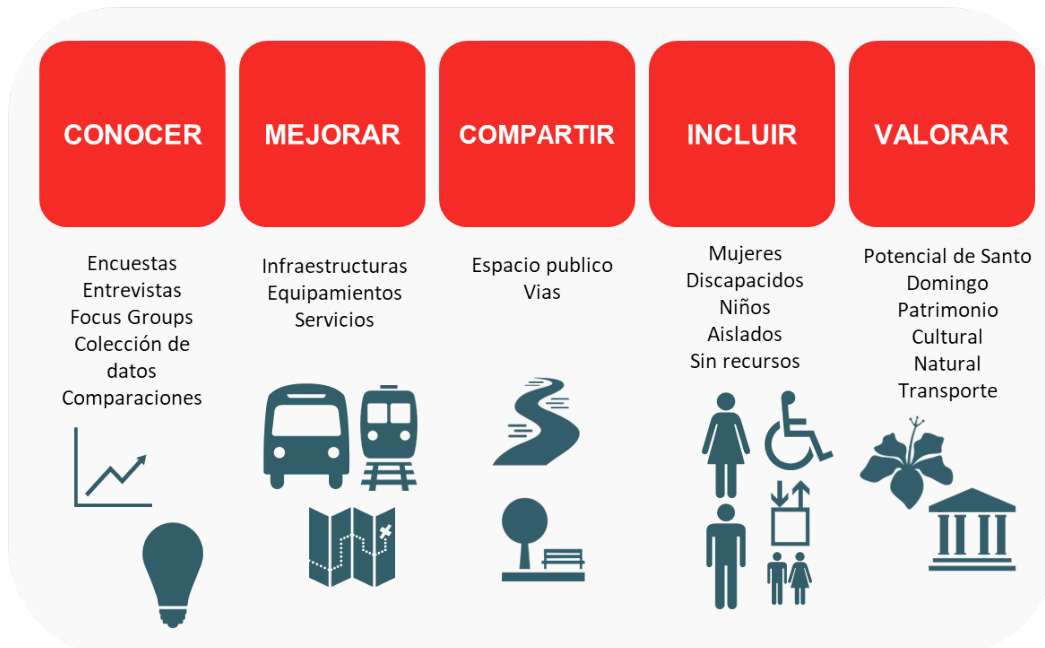 CONOCER
Encuestas
Entrevistas
Focus Groups
Colección de
datos
Comparaciones
MEJORAR
Infraestructuras
Equipamientos
Servicios
COMPARTIR
Espacio publico
Vias
INCLUIR
Mujeres
Discapacidos
Niños
Aislados
Sin recursos
VALORAR
Potencial de Santo
Domingo
Patrimonio
Cultural
Natural
Transporte